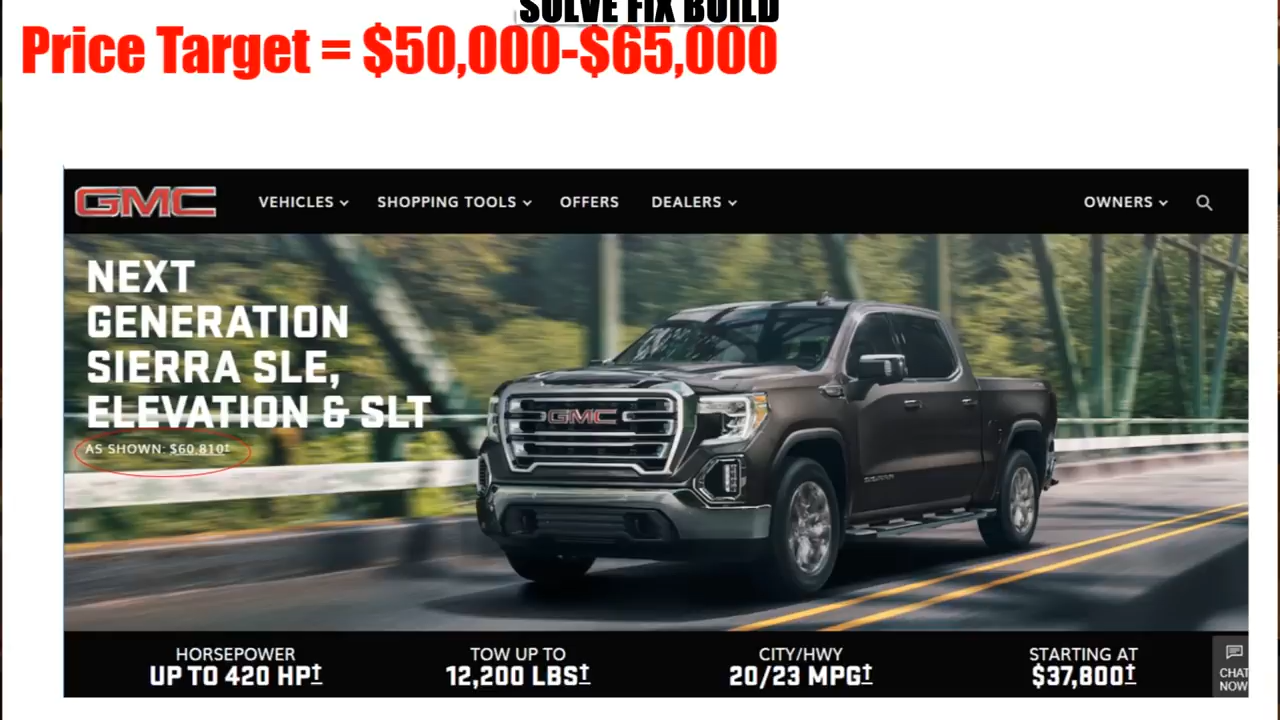 SOLVE FIX BUILD
Price Target = $50,000-$65,000
GMC
VEHICLES SHOPPING TOOLS OFFERS DEALERS OWNERS
NEXT
GENERATION
SIERRA SLE,
ELEVATION & SLT
AS SHOWN: $60,810‡
GMC
HORSEPOWER
UP TO 420 HP†
TOW UP TO
12,200 LBS†
CITY/HWY
20/23 MPG†
STARTING AT
$37,800†
CHAT
NOW